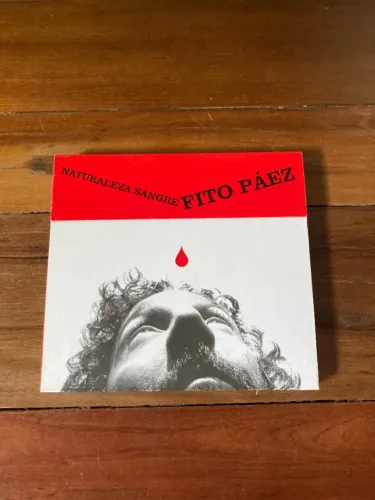 NATURALEZA SANGRE FITO PÁEZ